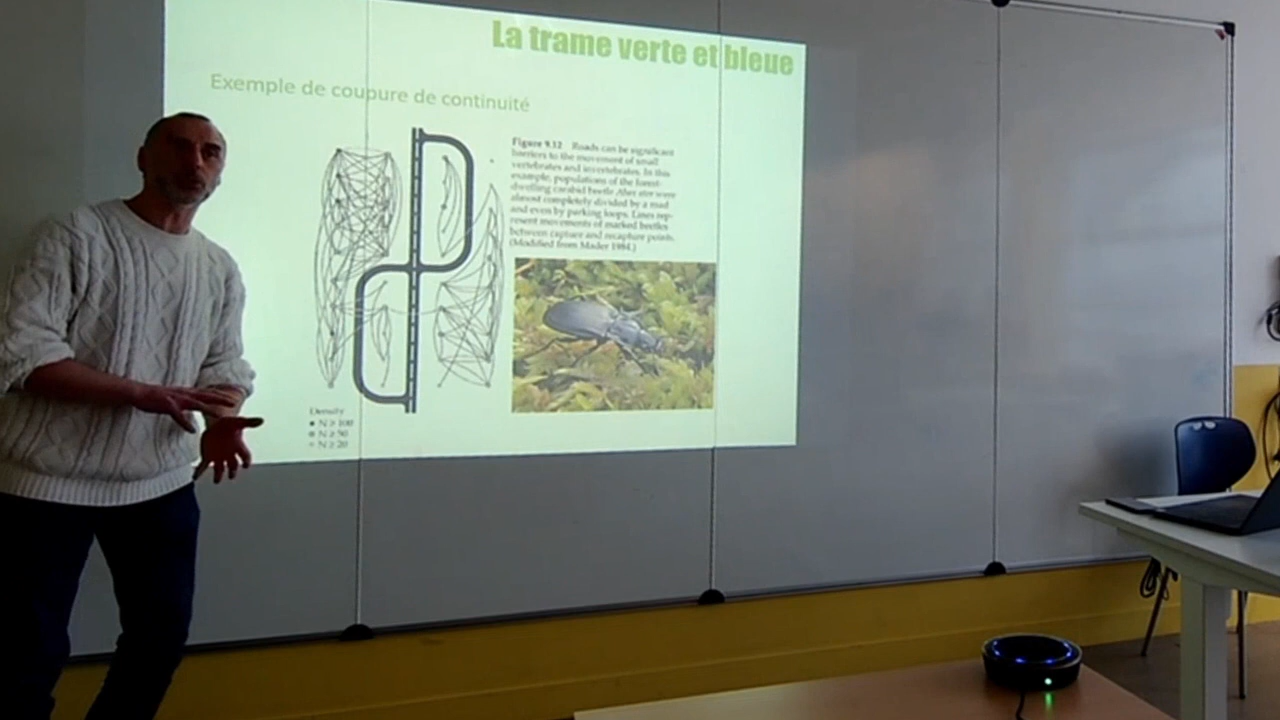 La trame verte et bleue
Exemple de coupure de continuité
Figure 9.12 Roads can be significant
barriers to the movement of small
vertebrates and invertebrates. In this
example, populations of the forest-
dwelling carabid beetle Abax ater were
almost completely divided by a road
and even by parking loops. Lines rep-
resent movements of marked beetles
between capture and recapture points.
(Modified from Mader 1984.)
Density
N ≥ 100
N ≥ 50
N ≥ 20